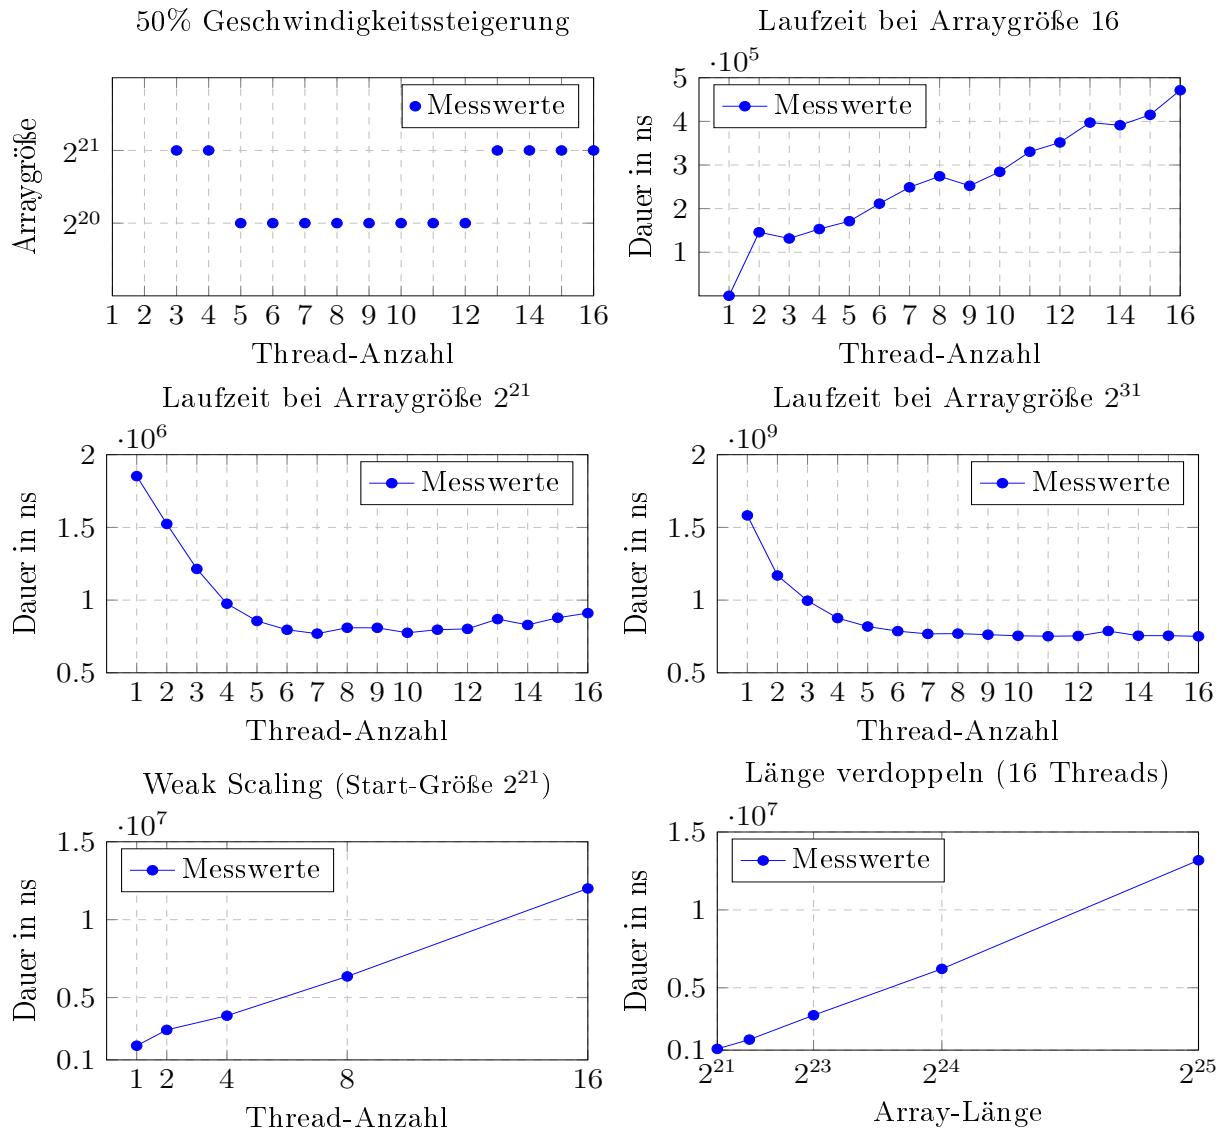 50% Geschwindigkeitssteigerung
Arraygröße
2^21
2^20
Messwerte
1 2 3 4 5 6 7 8 9 10 12 14 16
Thread-Anzahl
Laufzeit bei Arraygröße 16
·10^5
Dauer in ns
5
4
3
2
1
Messwerte
1 2 3 4 5 6 7 8 9 10 12 14 16
Thread-Anzahl
Laufzeit bei Arraygröße 2^21
·10^6
Dauer in ns
2
1.5
1
0.5
Messwerte
1 2 3 4 5 6 7 8 9 10 12 14 16
Thread-Anzahl
Laufzeit bei Arraygröße 2^31
·10^9
Dauer in ns
2
1.5
1
0.5
Messwerte
1 2 3 4 5 6 7 8 9 10 12 14 16
Thread-Anzahl
Weak Scaling (Start-Größe 2^21)
·10^7
Dauer in ns
1.5
1
0.5
0.1
Messwerte
1 2 4 8 16
Thread-Anzahl
Länge verdoppeln (16 Threads)
·10^7
Dauer in ns
1.5
1
0.5
0.1
Messwerte
2^21 2^23 2^24 2^25
Array-Länge